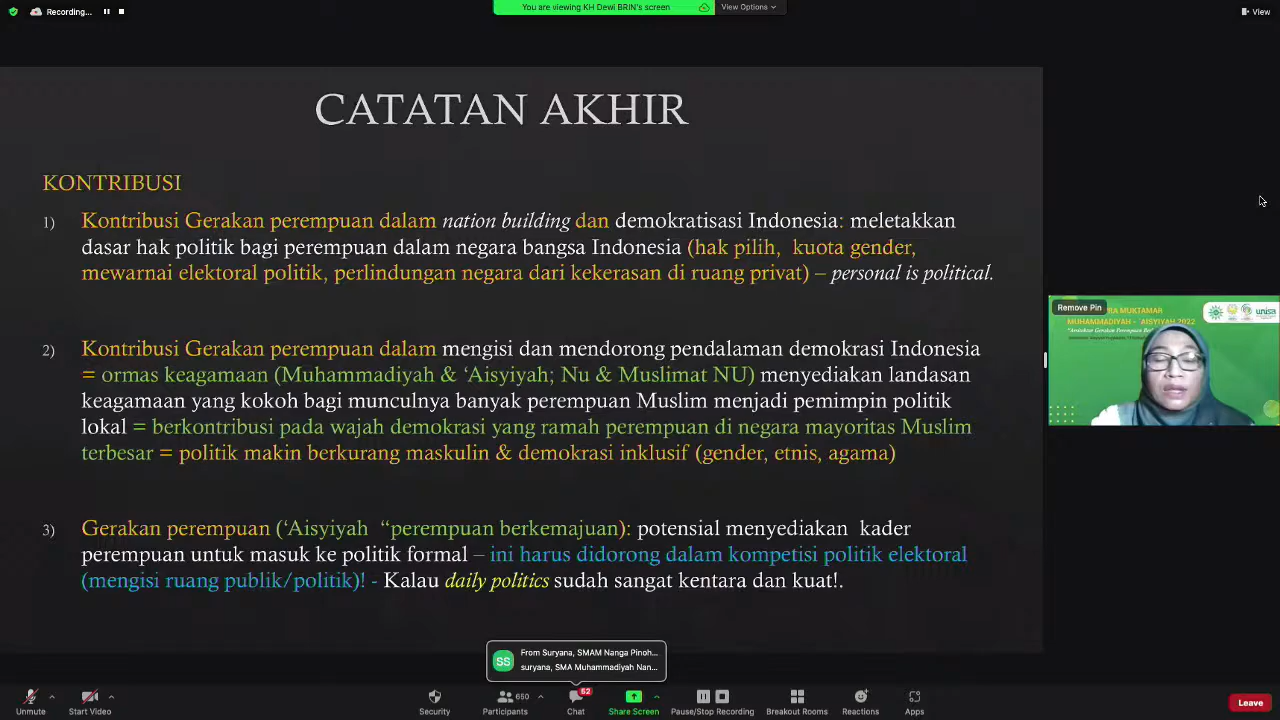 Recording...
You are viewing KH Dewi BRIN's screen
View Options
View
CATATAN AKHIR
KONTRIBUSI
1) Kontribusi Gerakan perempuan dalam nation building dan demokratisasi Indonesia: meletakkan
dasar hak politik bagi perempuan dalam negara bangsa Indonesia (hak pilih, kuota gender,
mewarnai elektoral politik, perlindungan negara dari kekerasan di ruang privat) – personal is political.
2) Kontribusi Gerakan perempuan dalam mengisi dan mendorong pendalaman demokrasi Indonesia
= ormas keagamaan (Muhammadiyah & ‘Aisyiyah; Nu & Muslimat NU) menyediakan landasan
keagamaan yang kokoh bagi munculnya banyak perempuan Muslim menjadi pemimpin politik
lokal = berkontribusi pada wajah demokrasi yang ramah perempuan di negara mayoritas Muslim
terbesar = politik makin berkurang maskulin & demokrasi inklusif (gender, etnis, agama)
3) Gerakan perempuan (‘Aisyiyah “perempuan berkemajuan): potensial menyediakan kader
perempuan untuk masuk ke politik formal – ini harus didorong dalam kompetisi politik elektoral
(mengisi ruang publik/politik)! - Kalau daily politics sudah sangat kentara dan kuat!.
Remove Pin
MUKTAMAR
MUHAMMADIYAH - 'AISYIYAH 2022
unisa
SS
From Suryana, SMAM Nanga Pinoh...
suryana, SMA Muhammadiyah Nan...
Unmute
Start Video
Security
Participants
650
Chat
52
Share Screen
Pause/Stop Recording
Breakout Rooms
Reactions
Apps
Leave